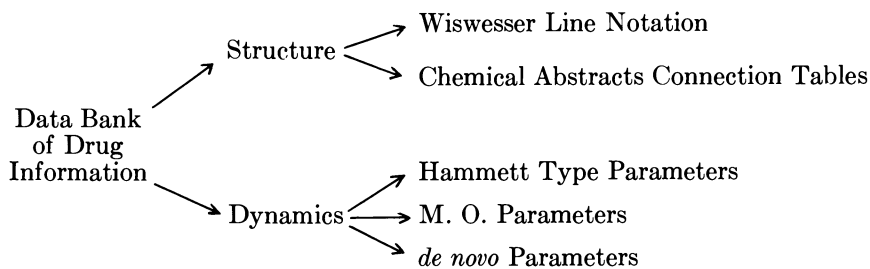 Wiswesser Line Notation
Structure
Chemical Abstracts Connection Tables
Data Bank
of Drug
Information
Hammett Type Parameters
Dynamics
M. O. Parameters
de novo Parameters